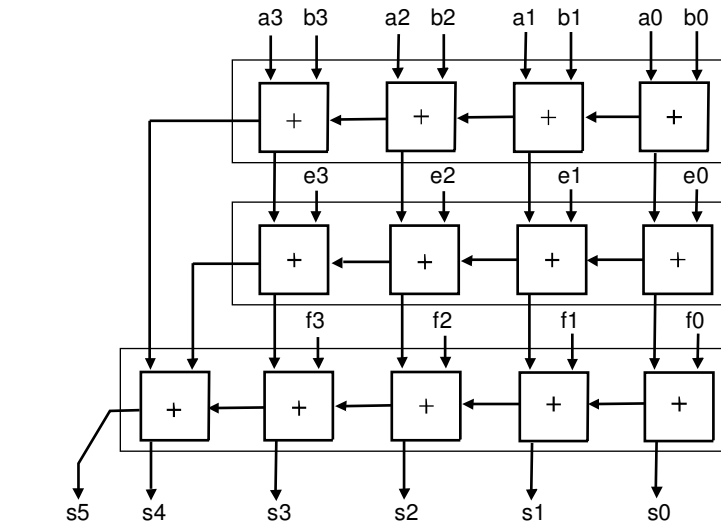 a3 b3 a2 b2 a1 b1 a0 b0
+ + + +
e3 e2 e1 e0
+ + + +
f3 f2 f1 f0
+ + + + +
s5 s4 s3 s2 s1 s0